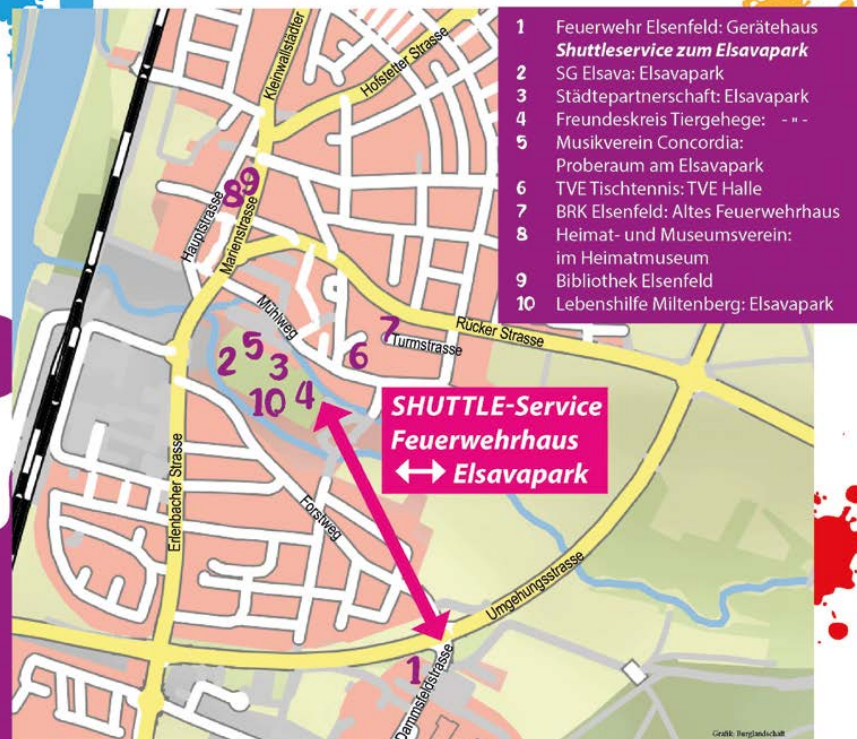 1 Feuerwehr Elsenfeld: Gerätehaus
Shuttleservice zum Elsavapark
2 SG Elsava: Elsavapark
3 Städtepartnerschaft: Elsavapark
4 Freundeskreis Tiergehege: - " -
5 Musikverein Concordia:
Proberaum am Elsavapark
6 TVE Tischtennis: TVE Halle
7 BRK Elsenfeld: Altes Feuerwehrhaus
8 Heimat- und Museumsverein:
im Heimatmuseum
9 Bibliothek Elsenfeld
10 Lebenshilfe Miltenberg: Elsavapark
Kleinwallstädter
Hofstetter Strasse
89
Hauptstrasse
Marienstrasse
Mühlweg
Rücker Strasse
7
Turmstrasse
2
5
3
6
10
4
SHUTTLE-Service
Feuerwehrhaus
↔ Elsavapark
Erlenbacher Strasse
Forstweg
Umgehungsstrasse
1
Dammsfeldstrasse
Grafik: Burglandschaft